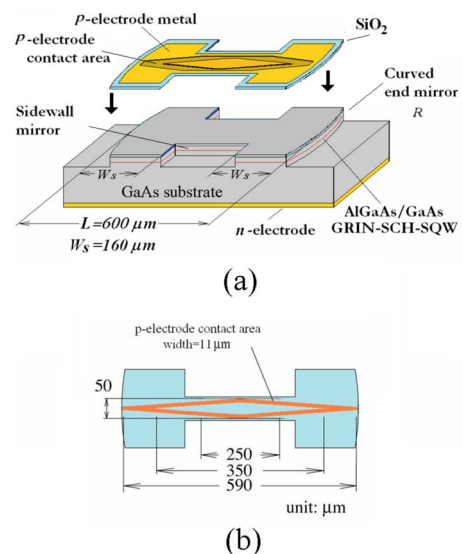 p-electrode metal
SiO2
p-electrode
contact area
Curved
end mirror
R
Sidewall
mirror
Ws
Ws
GaAs substrate
L=600 μm
Ws=160 μm
n-electrode
AlGaAs/GaAs
GRIN-SCH-SQW
(a)
p-electrode contact area
width=11μm
50
250
350
590
unit: μm
(b)